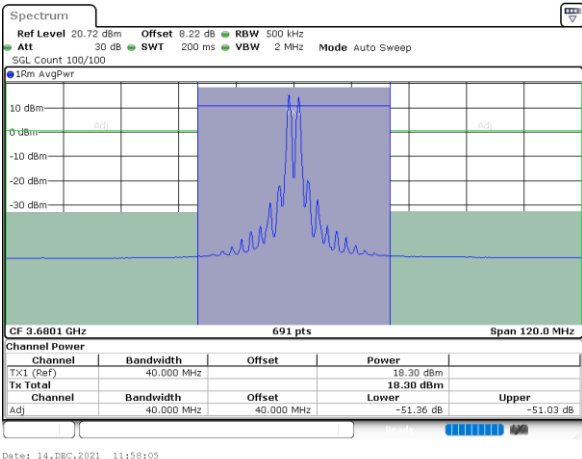 Spectrum
Ref Level 20.72 dBm Offset 8.22 dB RBW 500 kHz
Att 30 dB SWT 200 ms VBW 2 MHz Mode Auto Sweep
SGL Count 100/100
1Rm AvgPwr
10 dBm
Adj Adj
0 dBm
-10 dBm
-20 dBm
-30 dBm
CF 3.6801 GHz 691 pts Span 120.0 MHz
Channel Power
Channel Bandwidth Offset Power
TX1 (Ref) 40.000 MHz 18.30 dBm
Tx Total 18.30 dBm
Channel Bandwidth Offset Lower Upper
Adj 40.000 MHz 40.000 MHz -51.36 dB -51.03 dB
Ready
Date: 14.DEC.2021 11:58:05